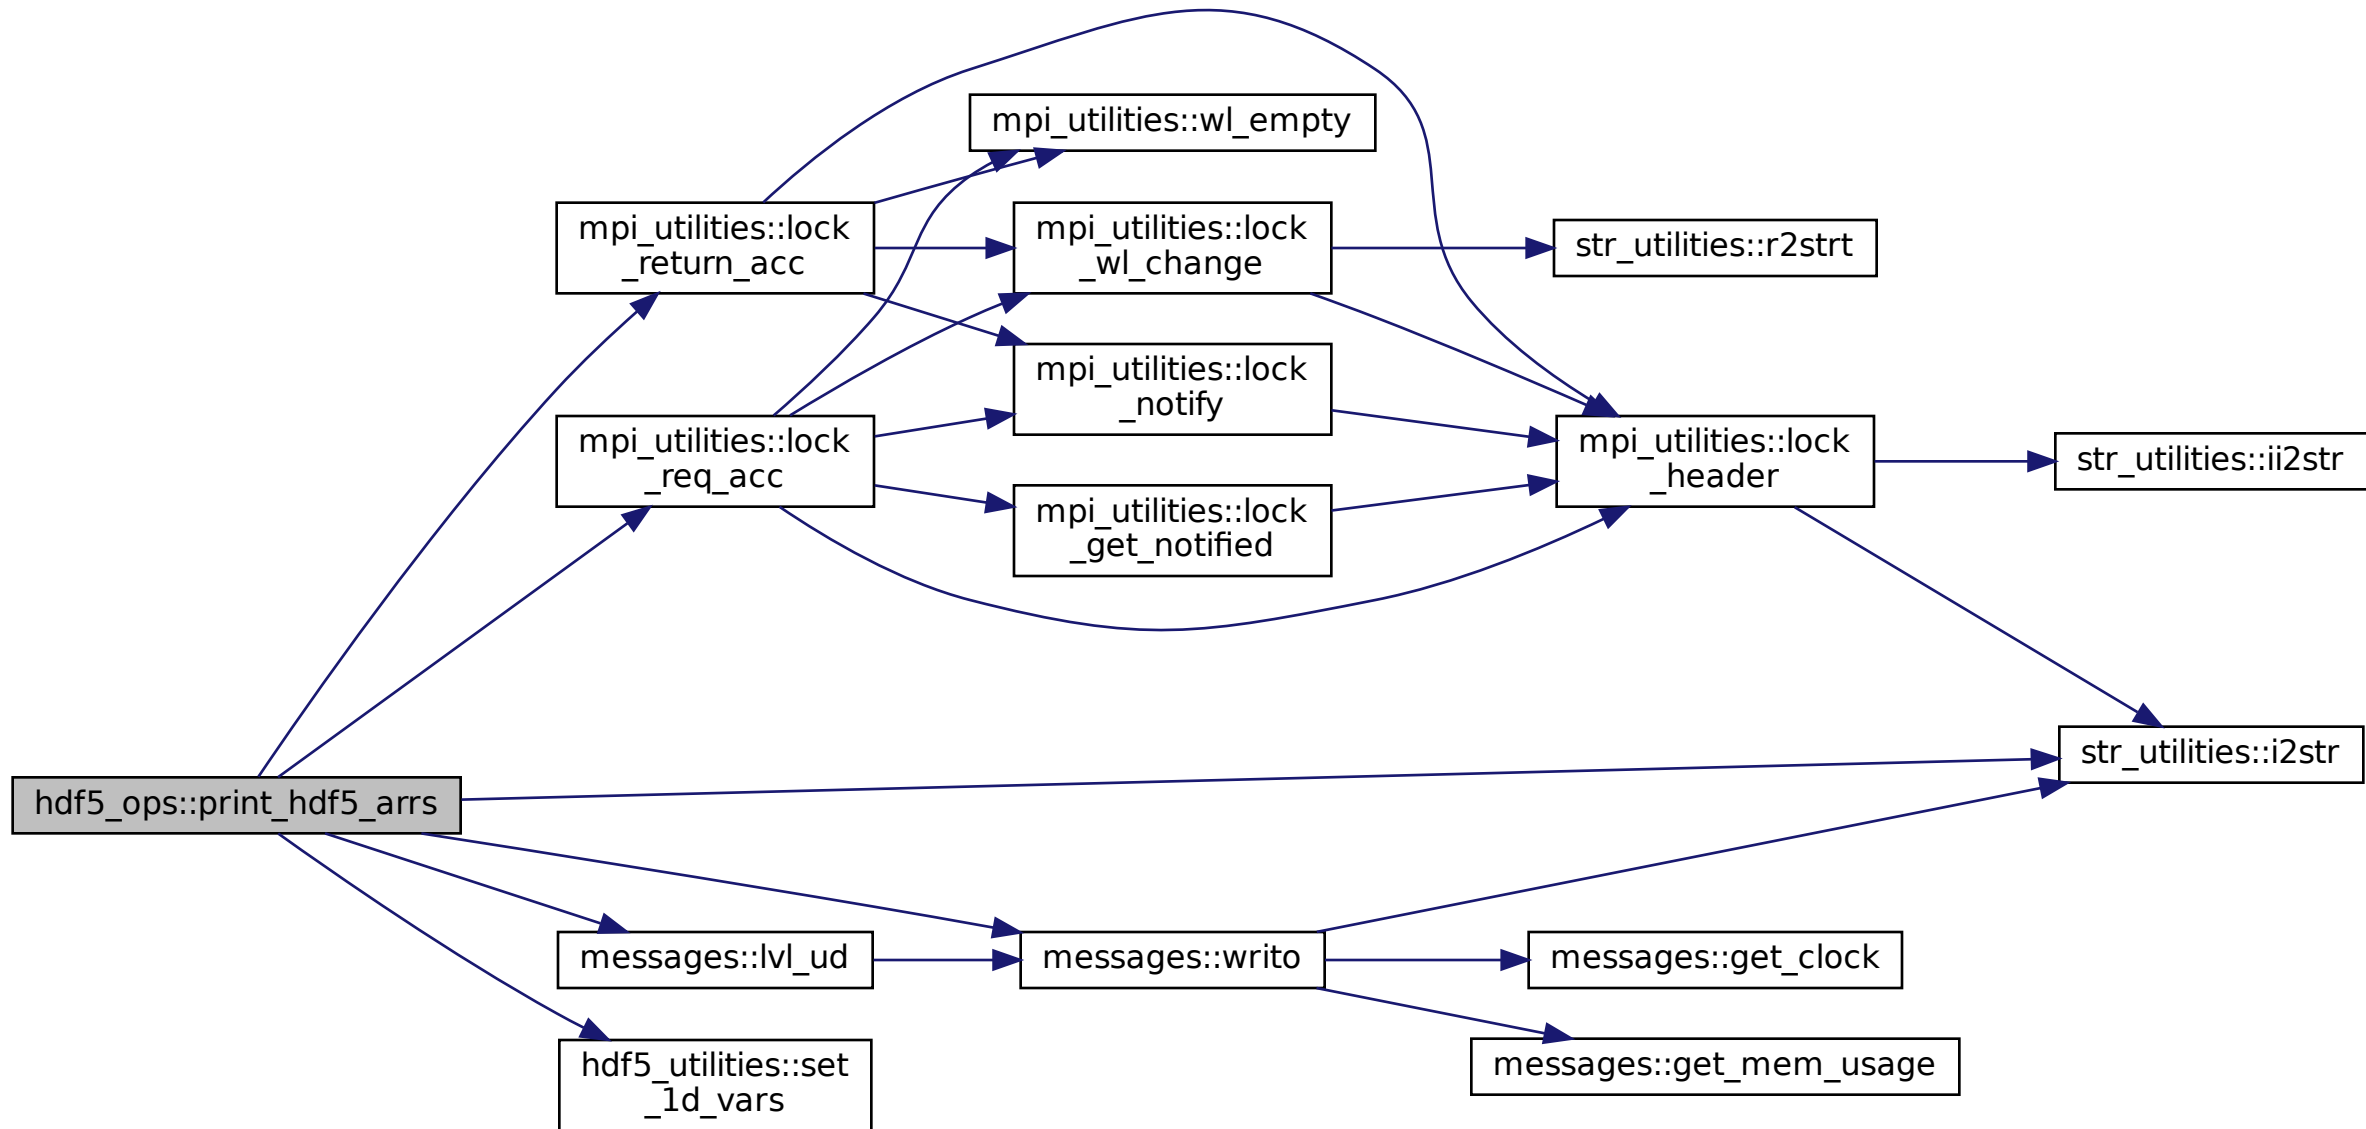 mpi_utilities::wl_empty
mpi_utilities::lock
_return_acc
mpi_utilities::lock
_wl_change
str_utilities::r2strt
mpi_utilities::lock
_notify
mpi_utilities::lock
_req_acc
mpi_utilities::lock
_get_notified
mpi_utilities::lock
_header
str_utilities::ii2str
str_utilities::i2str
hdf5_ops::print_hdf5_arrs
messages::lvl_ud
messages::writo
messages::get_clock
messages::get_mem_usage
hdf5_utilities::set
_1d_vars